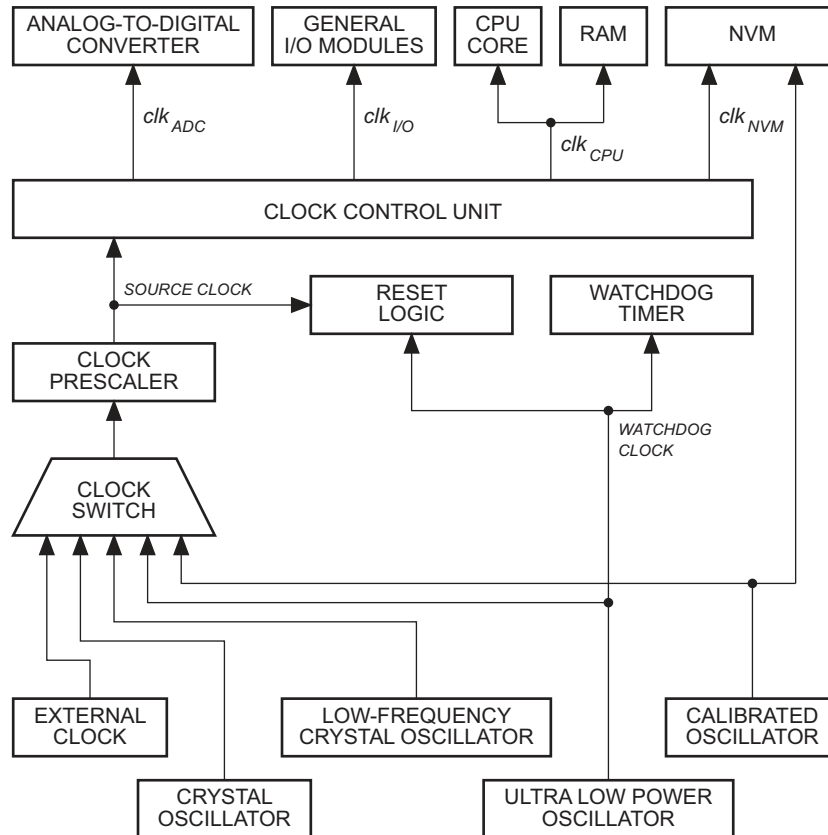 ANALOG-TO-DIGITAL
CONVERTER
GENERAL
I/O MODULES
CPU
CORE
RAM
NVM
clk ADC
clk I/O
clk CPU
clk NVM
CLOCK CONTROL UNIT
SOURCE CLOCK
RESET
LOGIC
WATCHDOG
TIMER
CLOCK
PRESCALER
WATCHDOG
CLOCK
CLOCK
SWITCH
EXTERNAL
CLOCK
LOW-FREQUENCY
CRYSTAL OSCILLATOR
CALIBRATED
OSCILLATOR
CRYSTAL
OSCILLATOR
ULTRA LOW POWER
OSCILLATOR